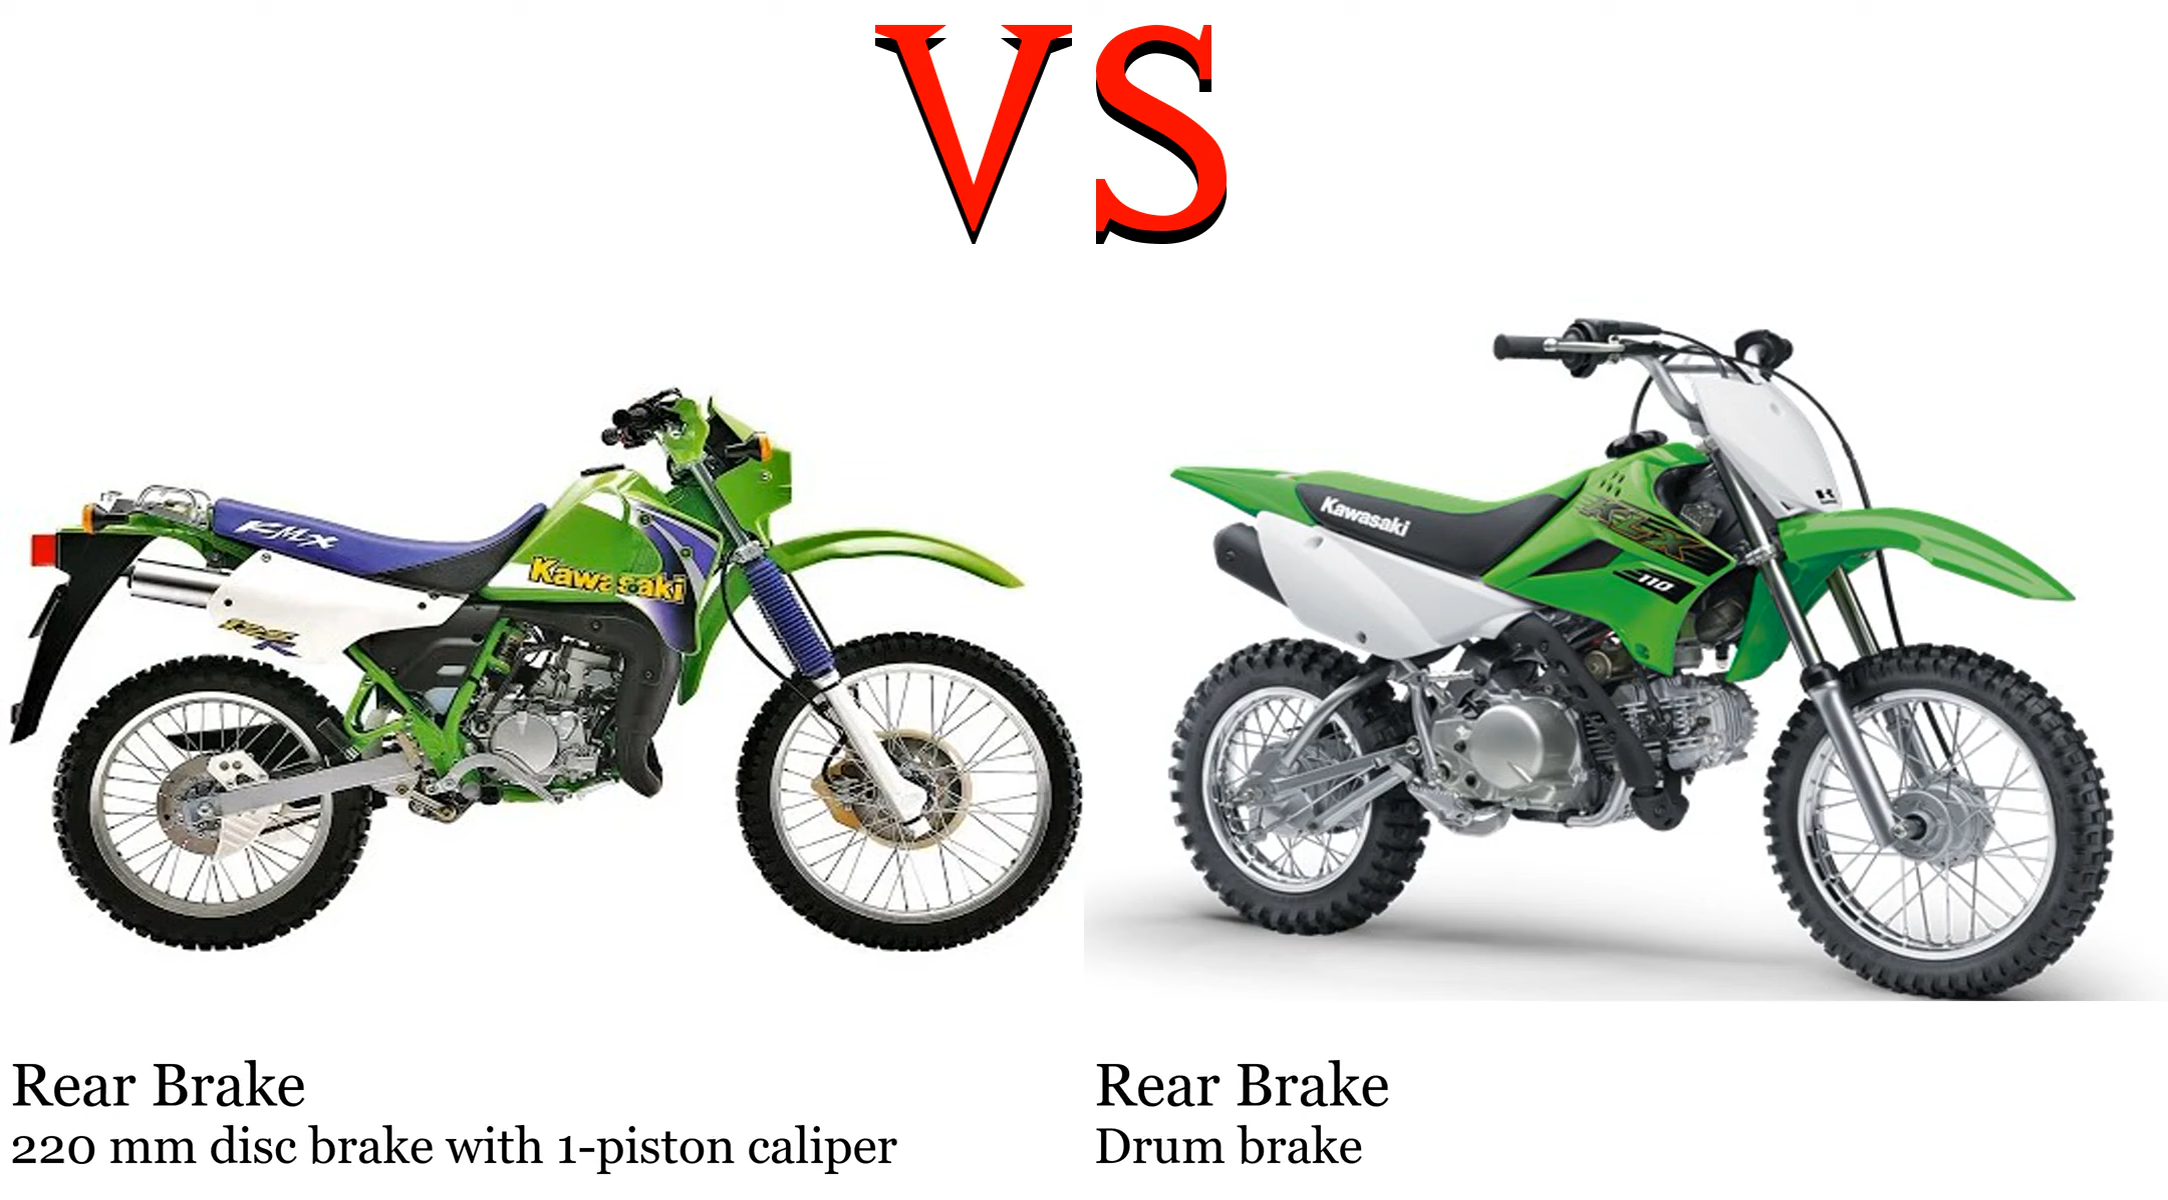 VS
KMX
Kawasaki
Kawasaki
KLX
110
Rear Brake
220 mm disc brake with 1-piston caliper
Rear Brake
Drum brake